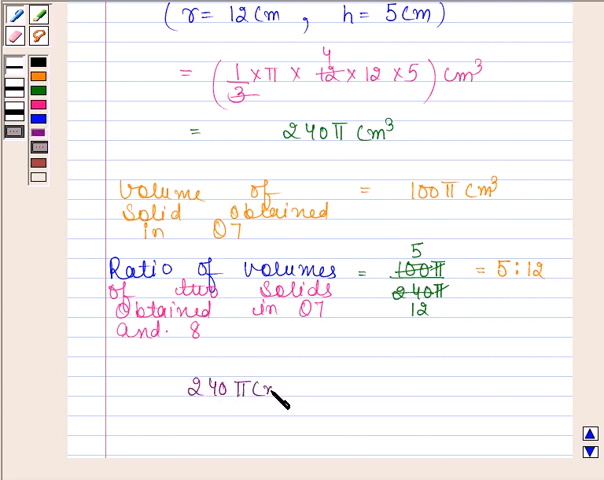 (r = 12 cm , h = 5 cm)
= ( 1/3 × π × 12 4 × 12 × 5 ) cm³
= 240π cm³
Volume of = 100π cm³
Solid obtained
in Q7
Ratio of volumes = 5 100π / 240π 12 = 5 : 12
of two solids
Obtained in Q7
and. 8
240π c